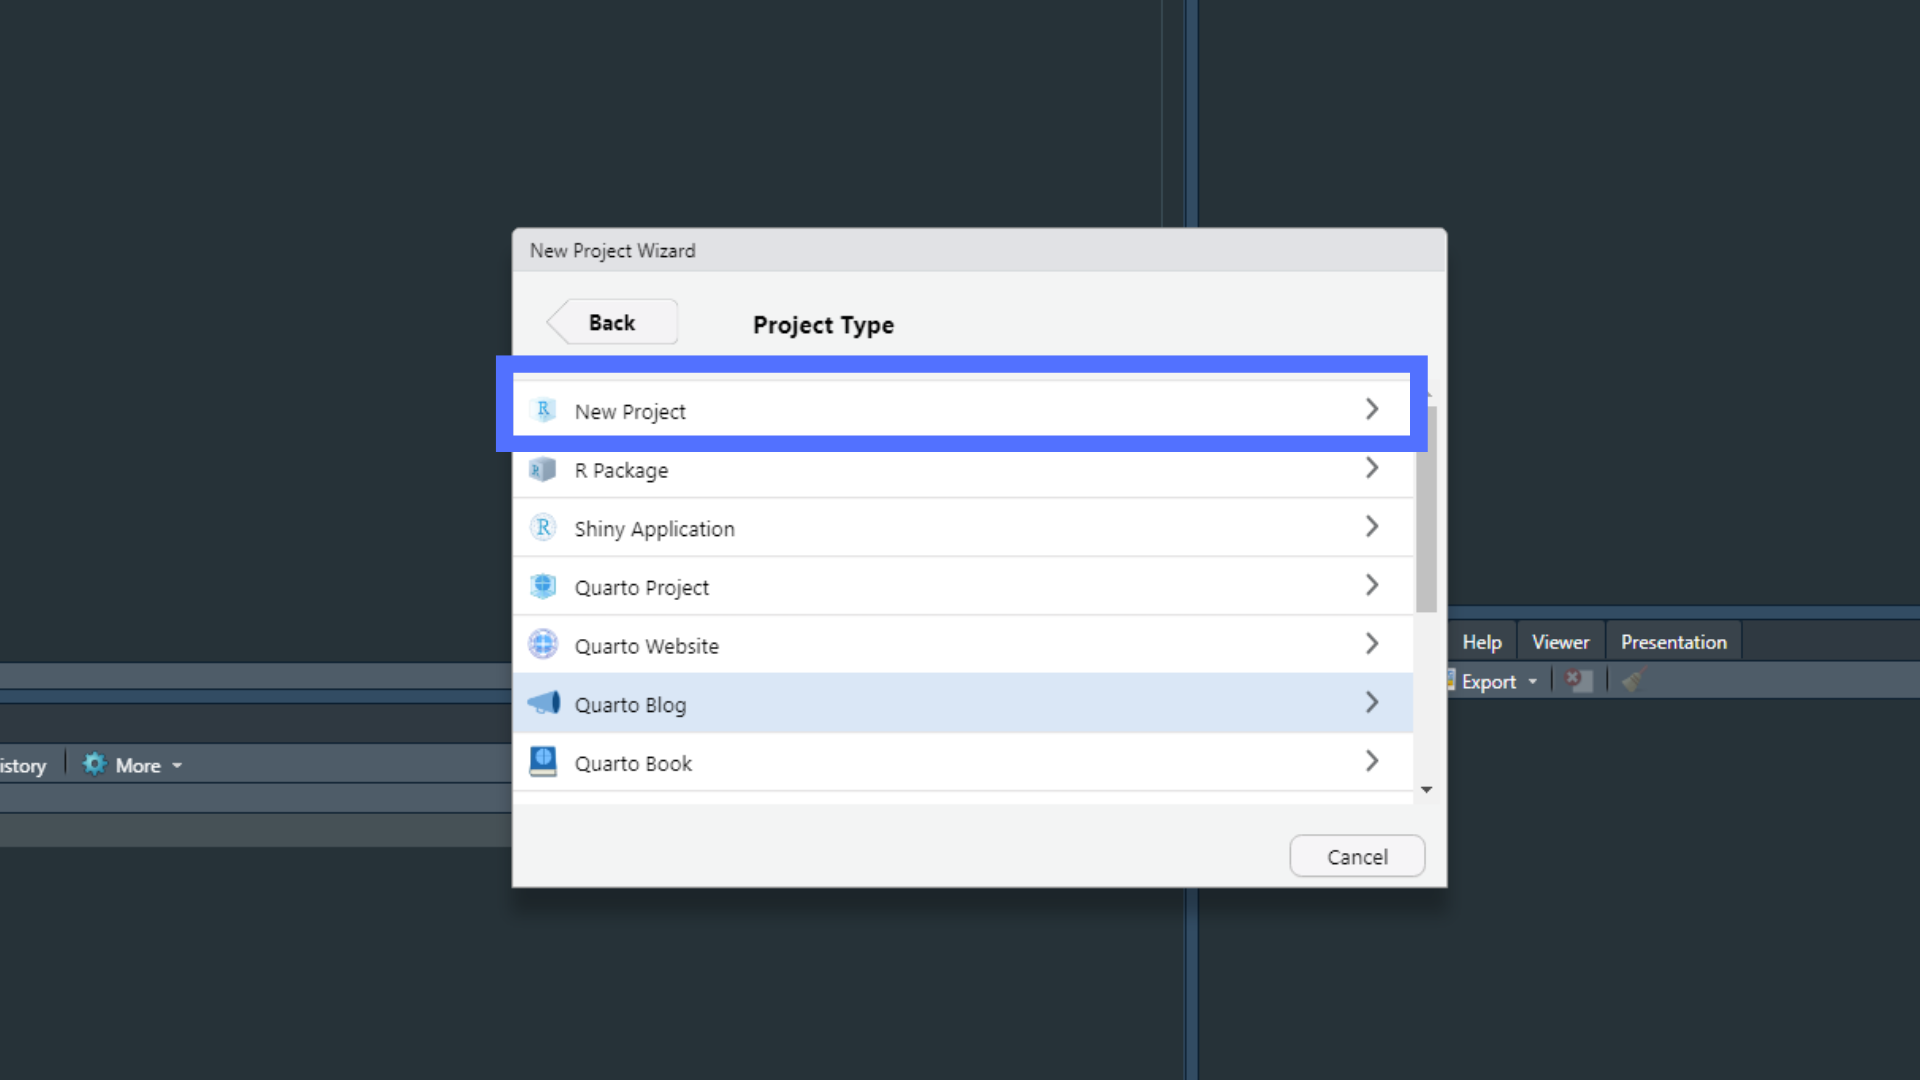 New Project Wizard
Back
Project Type
New Project
R Package
Shiny Application
Quarto Project
Quarto Website
Quarto Blog
Quarto Book
Cancel
Help Viewer Presentation
Export
istory More